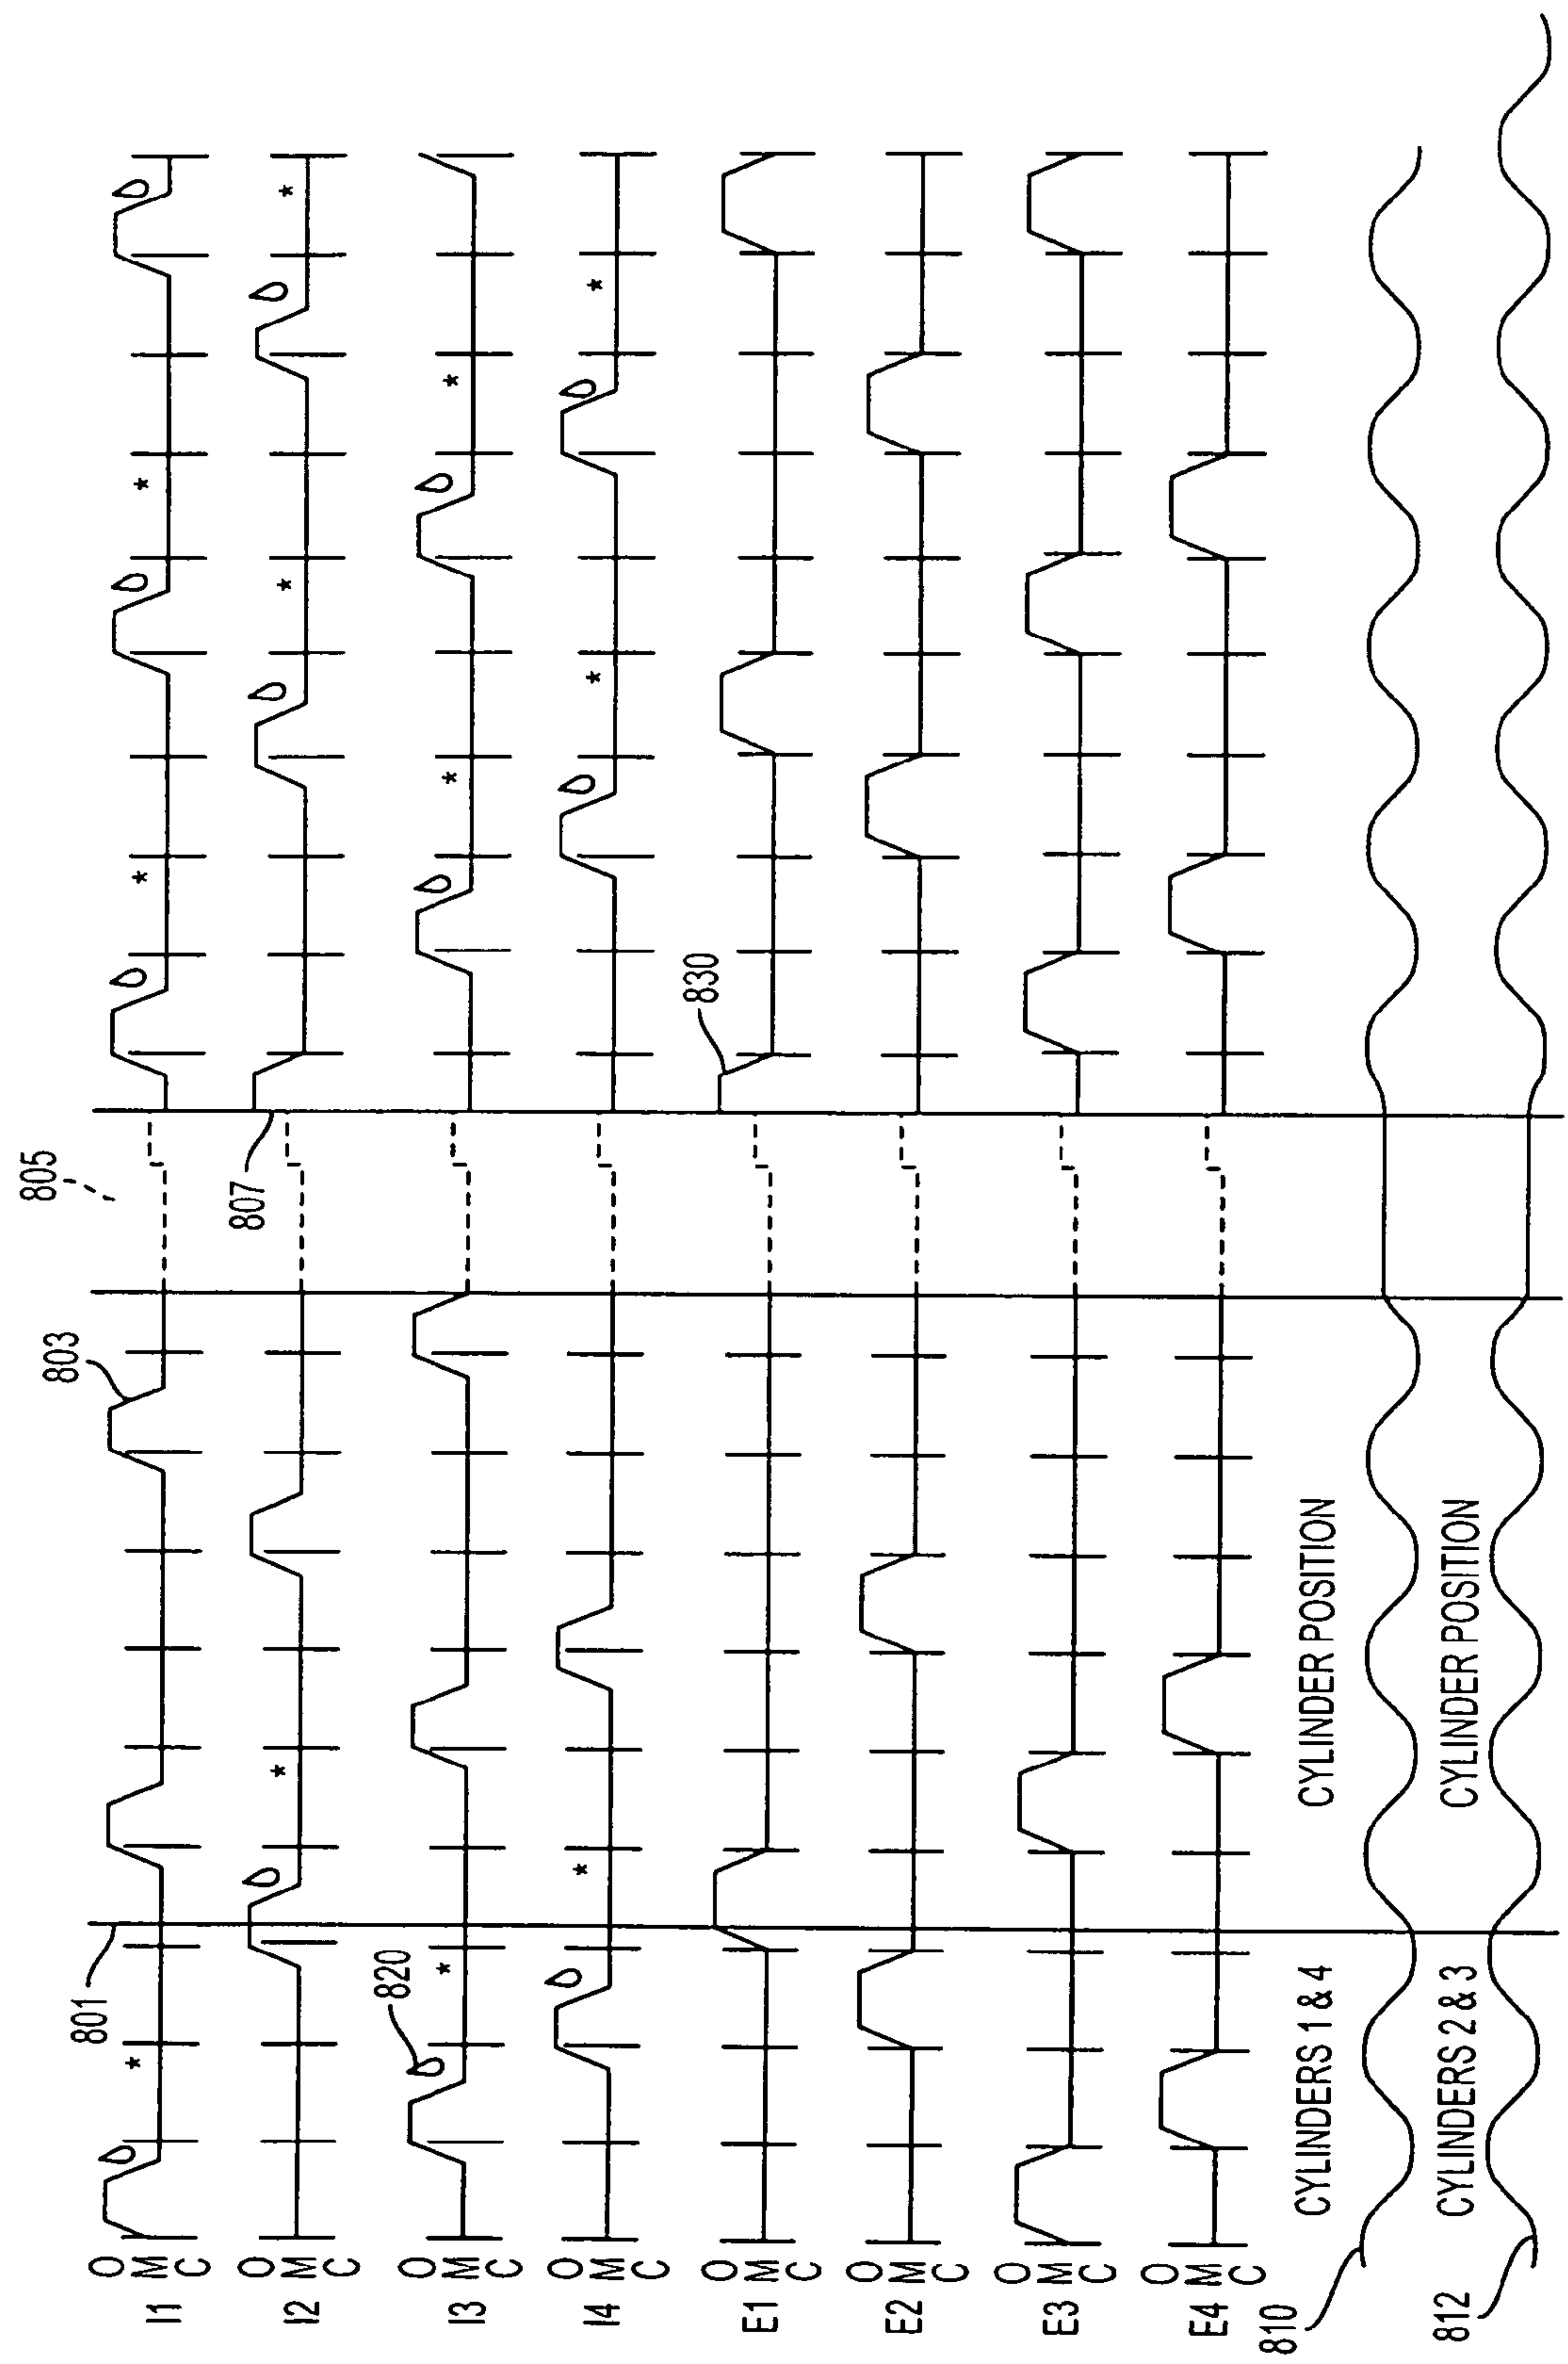 805
803
801
807
820
830
I1
O
M
C
I2
O
M
C
I3
O
M
C
I4
O
M
C
E1
O
M
C
E2
O
M
C
E3
O
M
C
E4
O
M
C
CYLINDERS 1 & 4 CYLINDER POSITION
810
CYLINDERS 2 & 3 CYLINDER POSITION
812